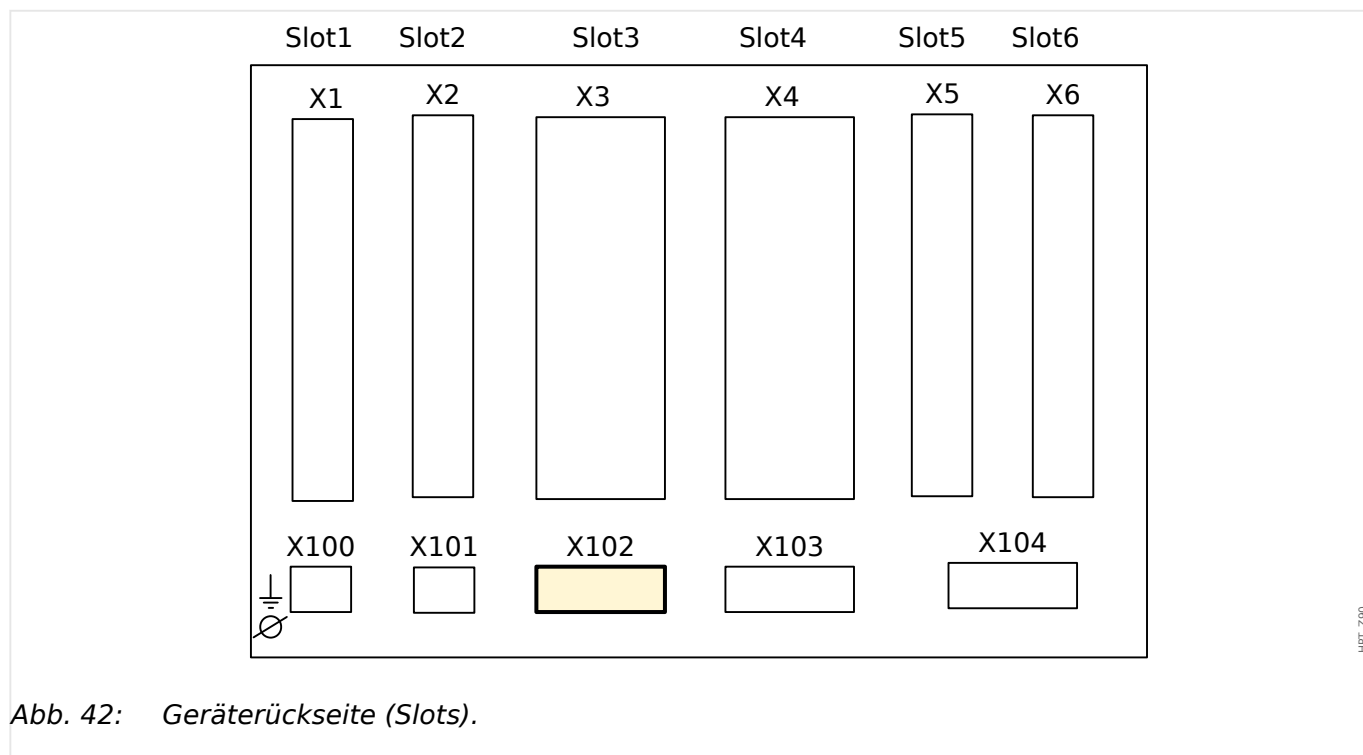 Slot1 Slot2 Slot3 Slot4 Slot5 Slot6
X1 X2 X3 X4 X5 X6
X100 X101 X102 X103 X104
HPT_Z90
Abb. 42: Geräterückseite (Slots).